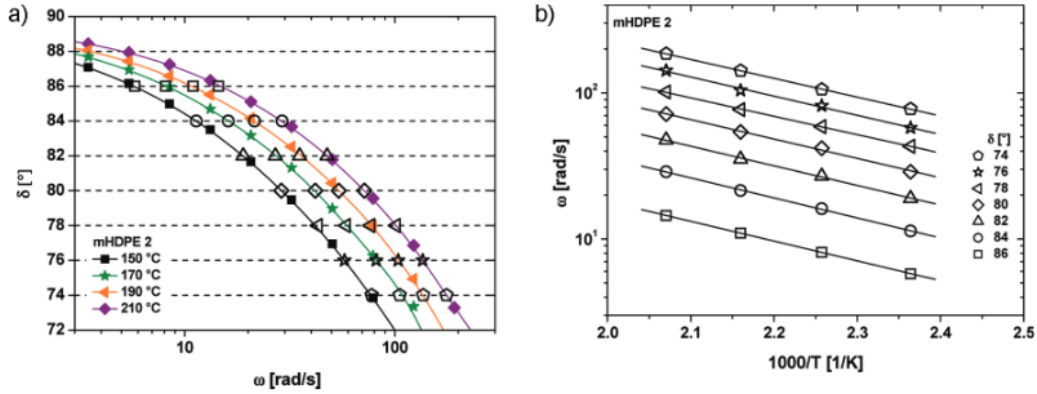 a)
90
88
86
84
82
80
78
76
74
72
δ [°]
mHDPE 2
150 °C
170 °C
190 °C
210 °C
10
100
ω [rad/s]
b)
mHDPE 2
10²
10¹
ω [rad/s]
δ [°]
74
76
78
80
82
84
86
2.0
2.1
2.2
2.3
2.4
2.5
1000/T [1/K]